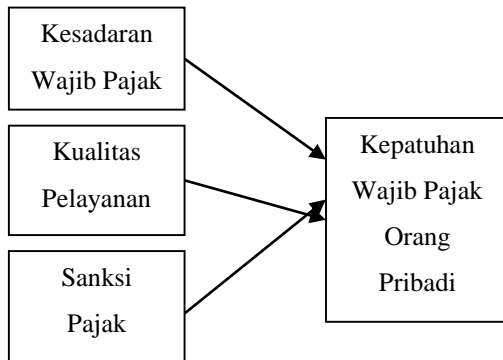 Kesadaran
Wajib Pajak
Kualitas
Pelayanan
Sanksi
Pajak
Kepatuhan
Wajib Pajak
Orang
Pribadi